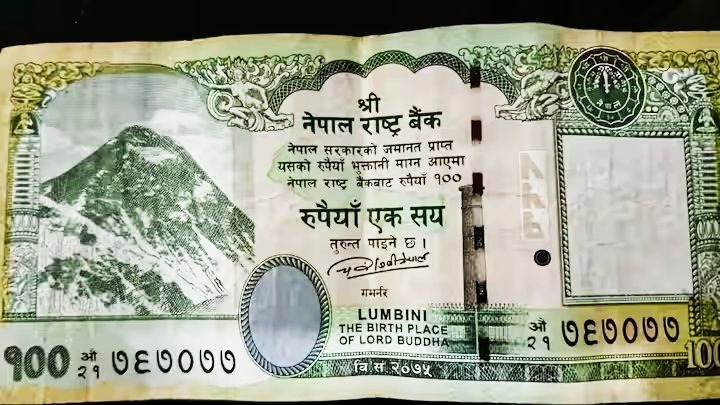 श्री
नेपाल राष्ट्र बैंक
नेपाल सरकारको जमानत प्राप्त
यसको रुपैयाँ भुक्तानी माग्न आएमा
नेपाल राष्ट्र बैंकबाट रुपैयाँ १००
रुपैयाँ एक सय
तुरुन्त पाइने छ ।
गभर्नर
LUMBINI
THE BIRTH PLACE
OF LORD BUDDHA
वि सं २०७५
१०० औ २१ ७६७०७७
औ २१ ७६७०७७
100